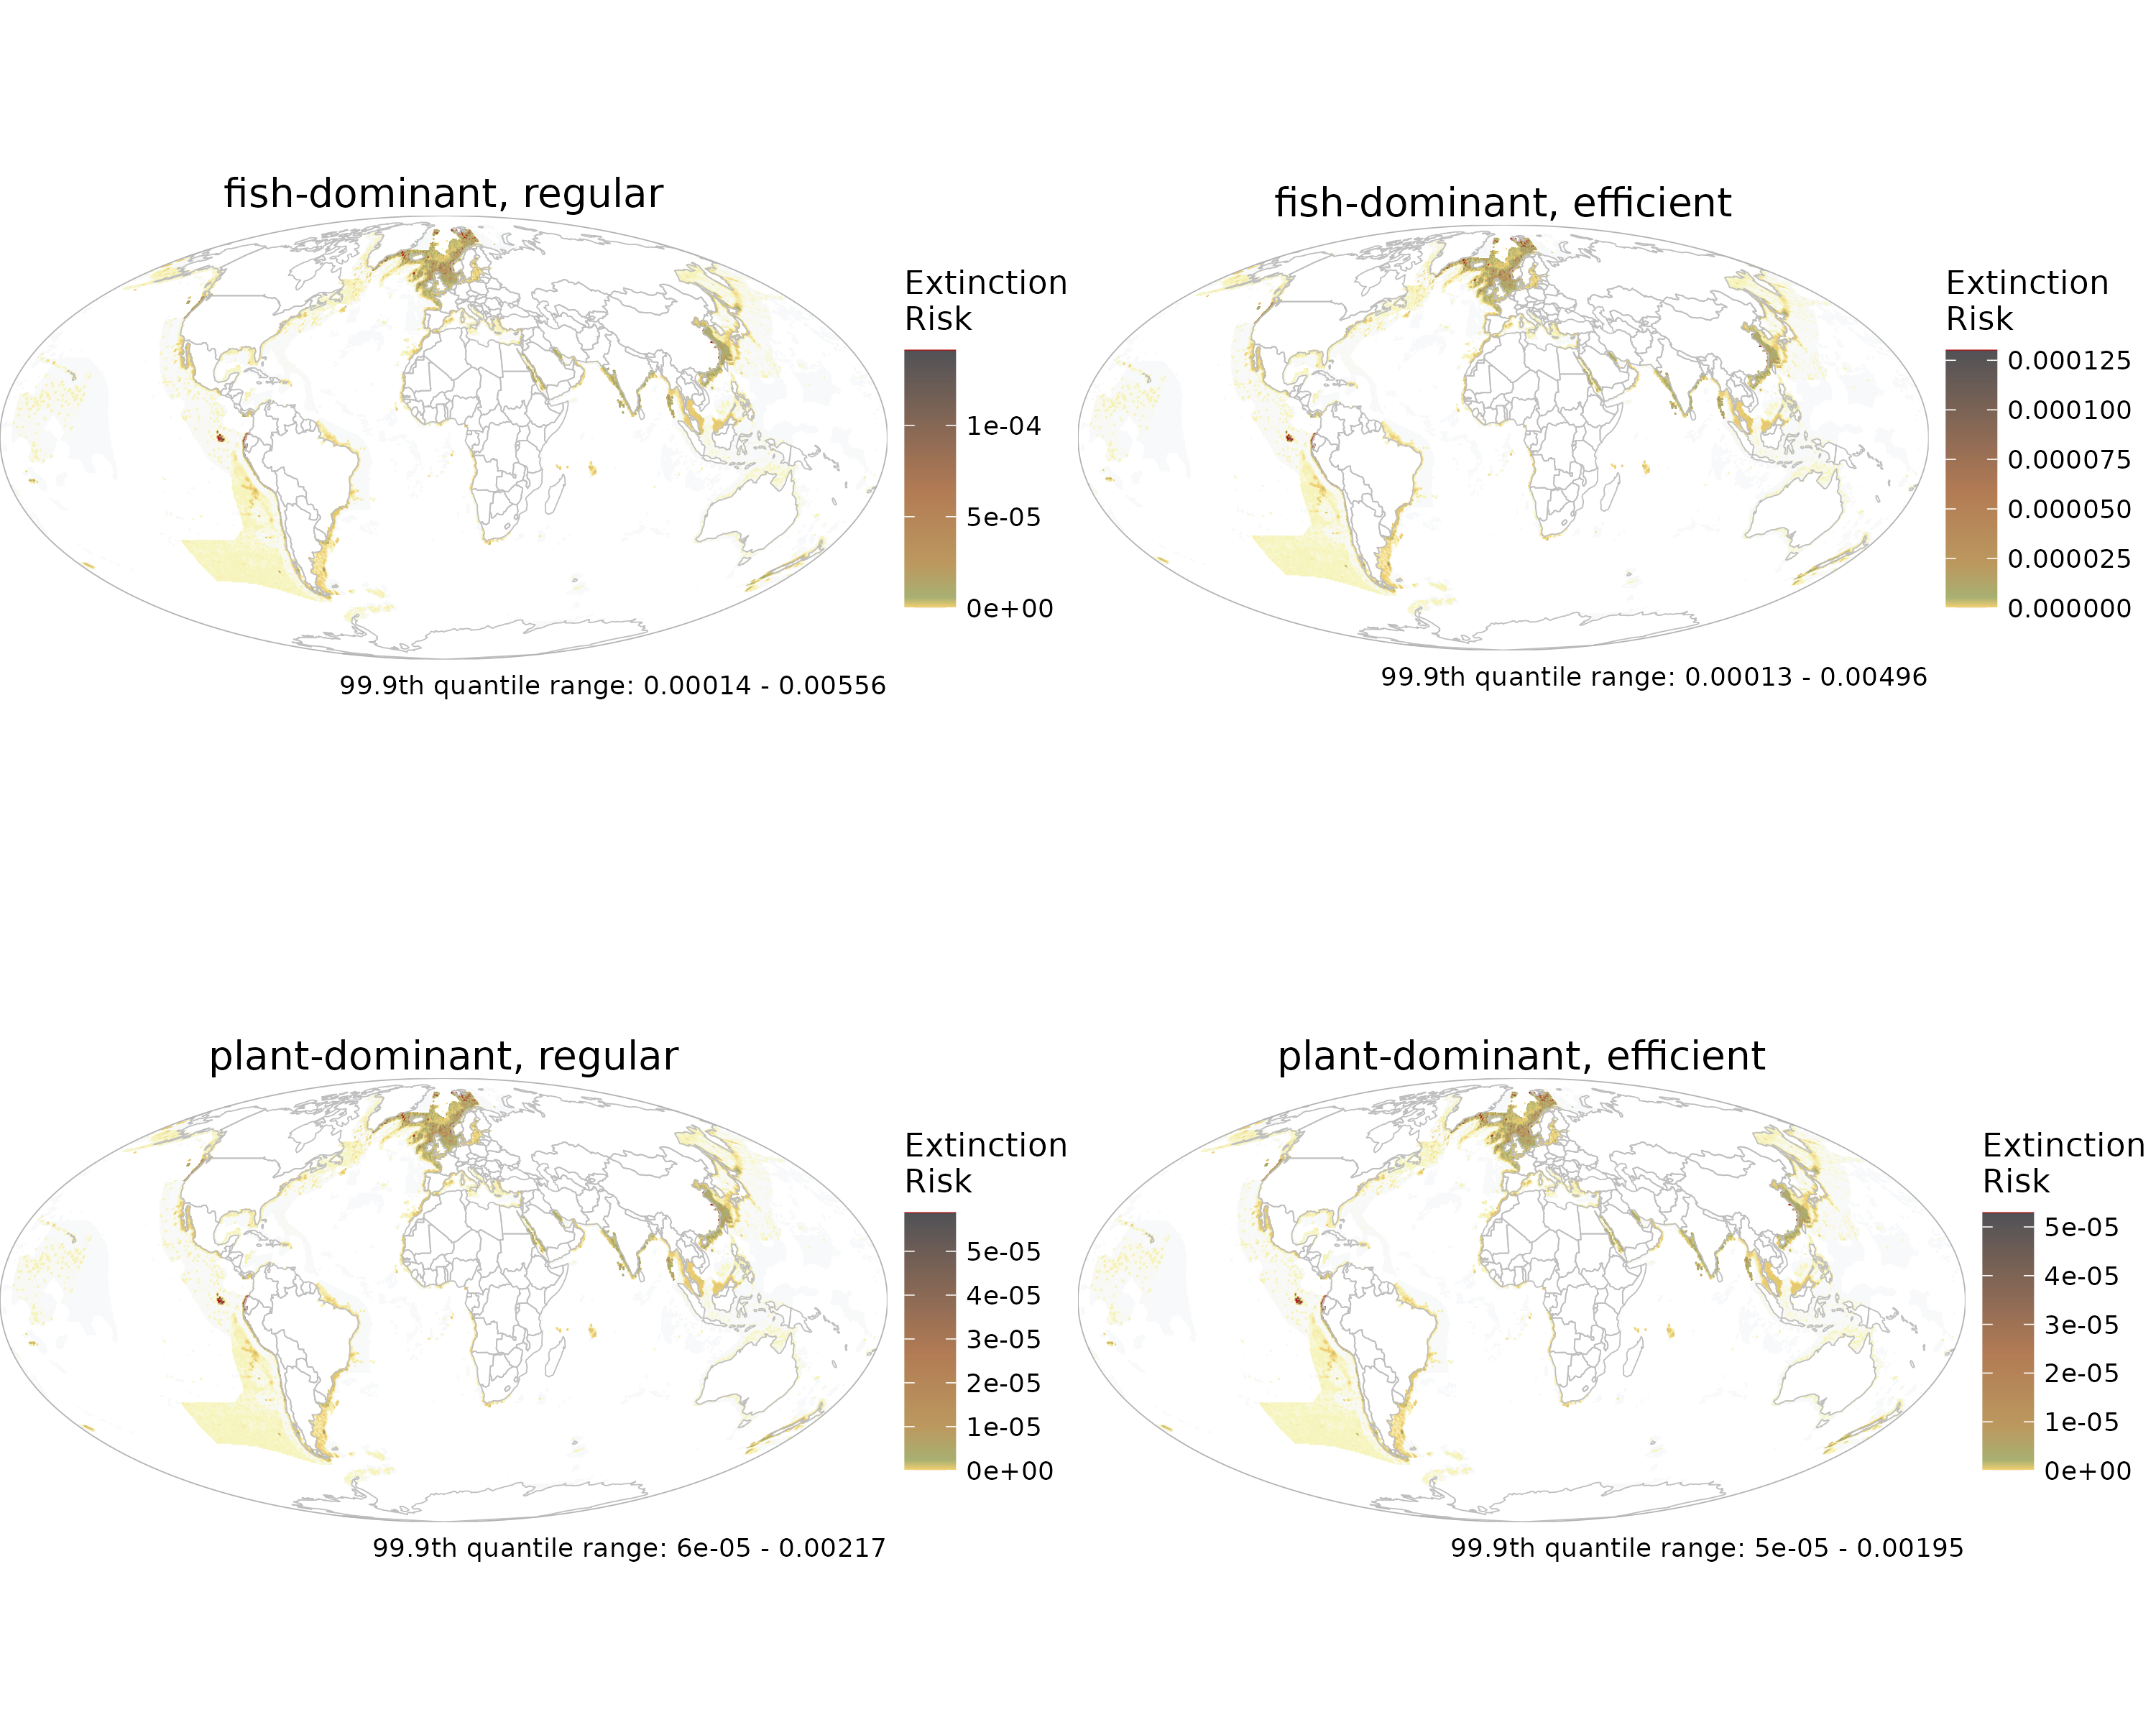 fish-dominant, regular
Extinction
Risk
1e-04
5e-05
0e+00
99.9th quantile range: 0.00014 - 0.00556
fish-dominant, efficient
Extinction
Risk
0.000125
0.000100
0.000075
0.000050
0.000025
0.000000
99.9th quantile range: 0.00013 - 0.00496
plant-dominant, regular
Extinction
Risk
5e-05
4e-05
3e-05
2e-05
1e-05
0e+00
99.9th quantile range: 6e-05 - 0.00217
plant-dominant, efficient
Extinction
Risk
5e-05
4e-05
3e-05
2e-05
1e-05
0e+00
99.9th quantile range: 5e-05 - 0.00195